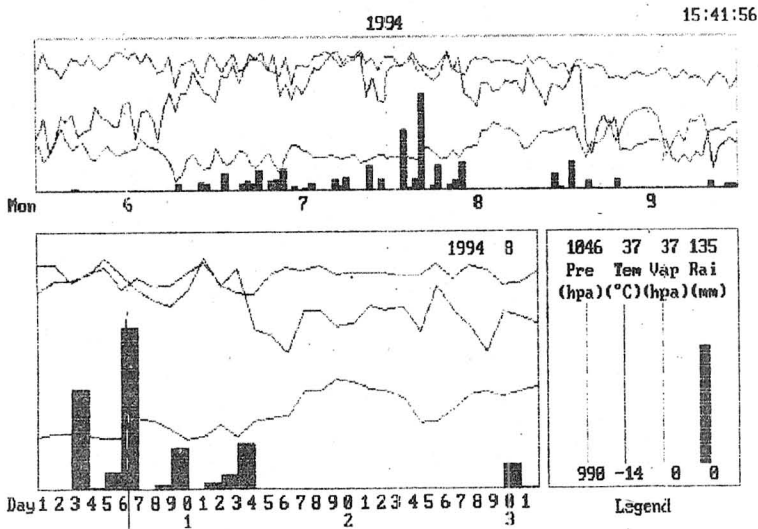 15:41:56
1994
Mon 6 7 8 9
1994 8
1046 37 37 135
Pre Tem Vap Rai
(hpa)(°C)(hpa)(mm)
990 -14 0 0
Day 1 2 3 4 5 6 7 8 9 0 1 2 3 4 5 6 7 8 9 0 1 2 3 4 5 6 7 8 9 0 1
1 2 3
Legend